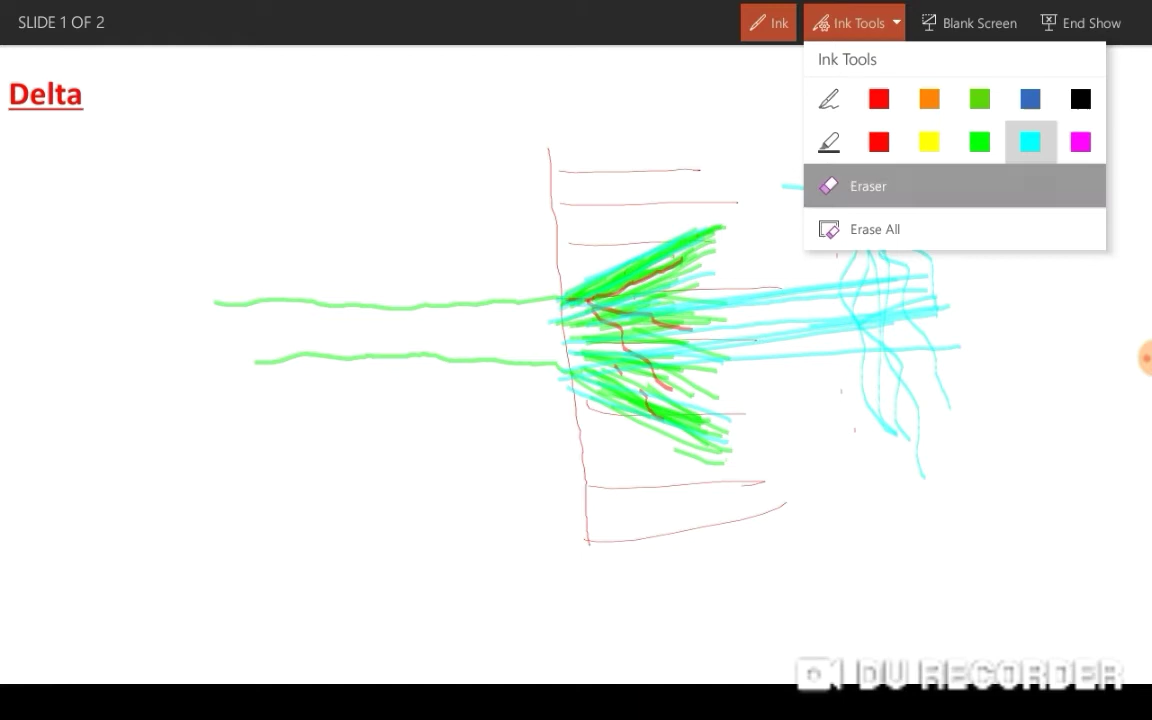 SLIDE 1 OF 2
Ink
Ink Tools
Blank Screen
End Show
Ink Tools
Delta
Eraser
Erase All
DU RECORDER